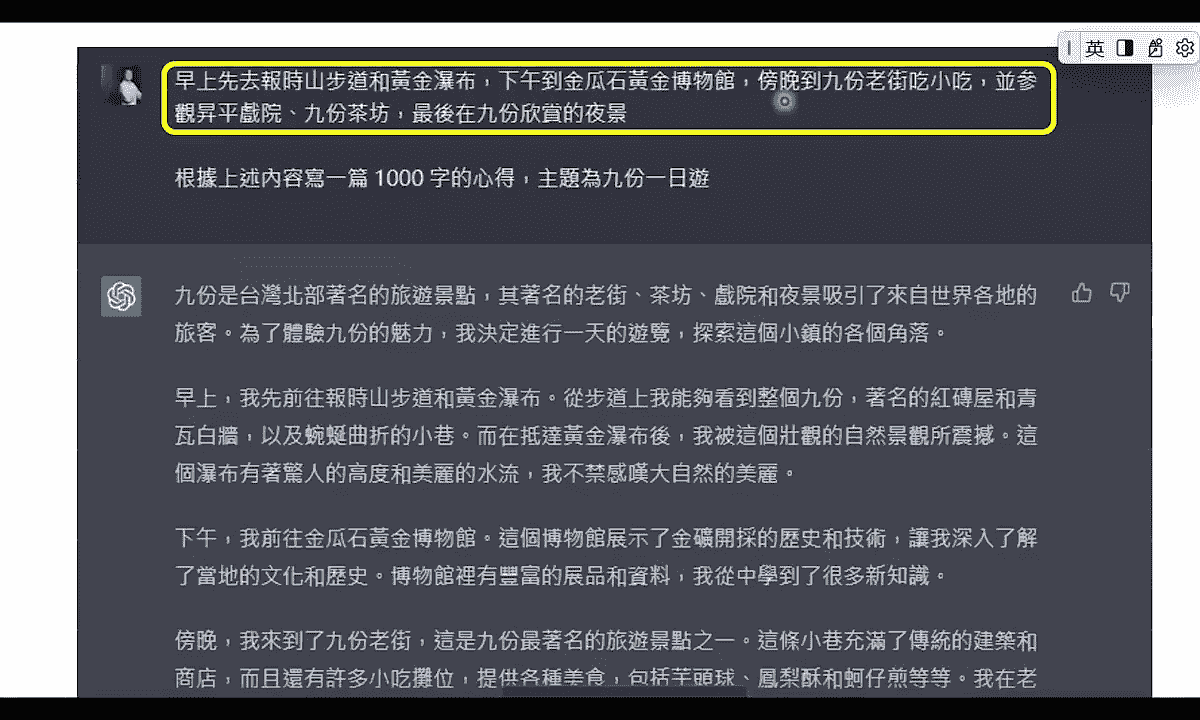 英
早上先去報時山步道和黃金瀑布，下午到金瓜石黃金博物館，傍晚到九份老街吃小吃，並參
觀昇平戲院、九份茶坊，最後在九份欣賞的夜景
根據上述內容寫一篇 1000 字的心得，主題為九份一日遊
九份是台灣北部著名的旅遊景點，其著名的老街、茶坊、戲院和夜景吸引了來自世界各地的
旅客。為了體驗九份的魅力，我決定進行一天的遊覽，探索這個小鎮的各個角落。
早上，我先前往報時山步道和黃金瀑布。從步道上我能夠看到整個九份，著名的紅磚屋和青
瓦白牆，以及蜿蜒曲折的小巷。而在抵達黃金瀑布後，我被這個壯觀的自然景觀所震撼。這
個瀑布有著驚人的高度和美麗的水流，我不禁感嘆大自然的美麗。
下午，我前往金瓜石黃金博物館。這個博物館展示了金礦開採的歷史和技術，讓我深入了解
了當地的文化和歷史。博物館裡有豐富的展品和資料，我從中學到了很多新知識。
傍晚，我來到了九份老街，這是九份最著名的旅遊景點之一。這條小巷充滿了傳統的建築和
商店，而且還有許多小吃攤位，提供各種美食，包括芋頭球、鳳梨酥和蚵仔煎等等。我在老